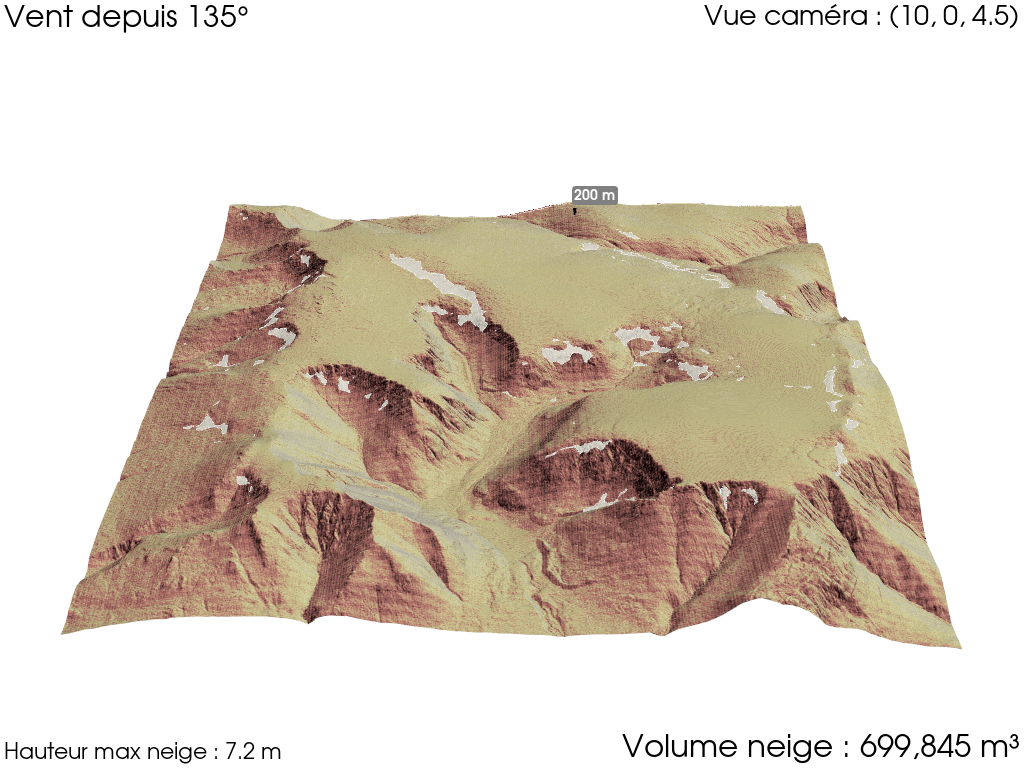 Vent depuis 135°
Vue caméra : (10, 0, 4.5)
200 m
Hauteur max neige : 7.2 m
Volume neige : 699,845 m³